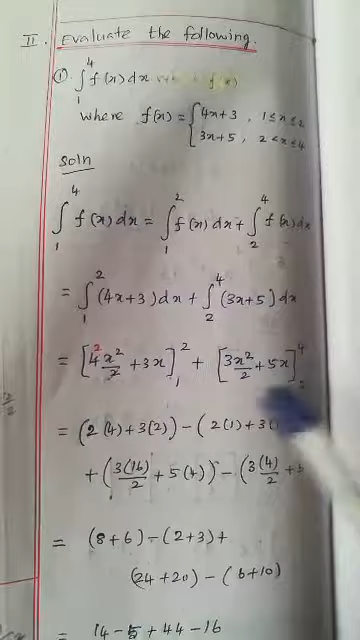 II. Evaluate the following.
① ∫₁⁴ f(x) dx
where f(x) = { 4x+3 , 1 ≤ x ≤ 2
3x+5 , 2 < x ≤ 4
Soln
∫₁⁴ f(x) dx = ∫₁² f(x) dx + ∫₂⁴ f(x) dx
= ∫₁² (4x+3) dx + ∫₂⁴ (3x+5) dx
= [4x²/2 + 3x]₁² + [3x²/2 + 5x]⁴
= (2(4) + 3(2)) - (2(1) + 3(
+ (3(16)/2 + 5(4)) - (3(4)/2 +
= (8+6) - (2+3) +
(24+20) - (6+10)
= 14 - 5 + 44 - 16